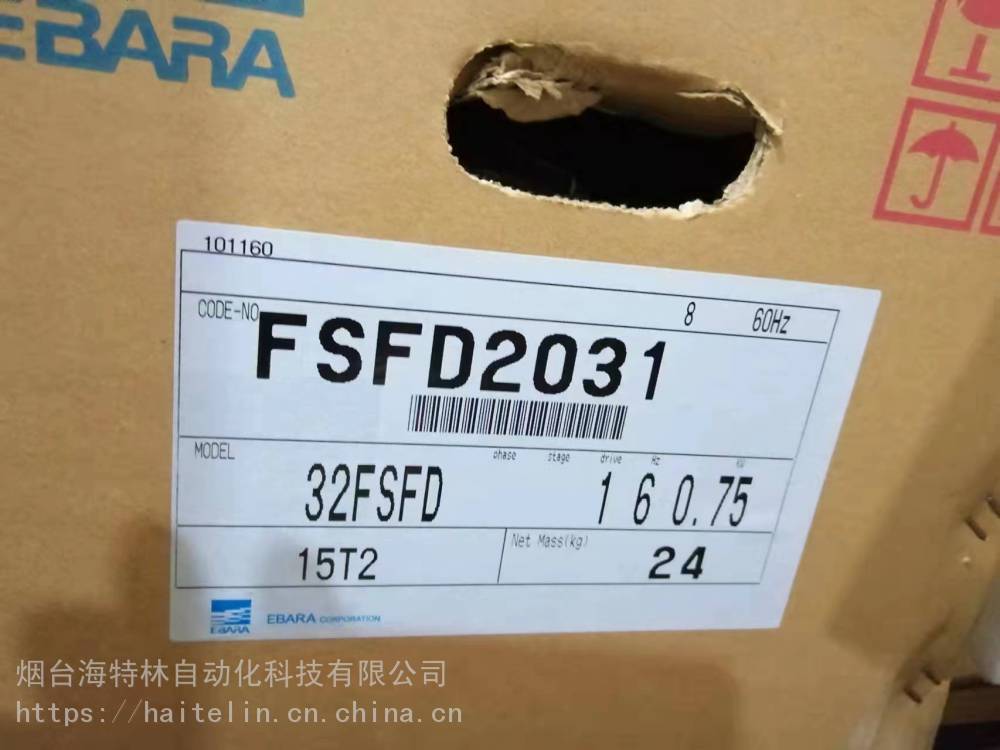 EBARA
101160
8 60Hz
CODE-NO
FSFD2031
MODEL
phase stage drive Hz kW
32FSFD 1 6 0.75
15T2
Net Mass(kg)
24
EBARA
EBARA CORPORATION
烟台海特林自动化科技有限公司
https://haitelin.cn.china.cn